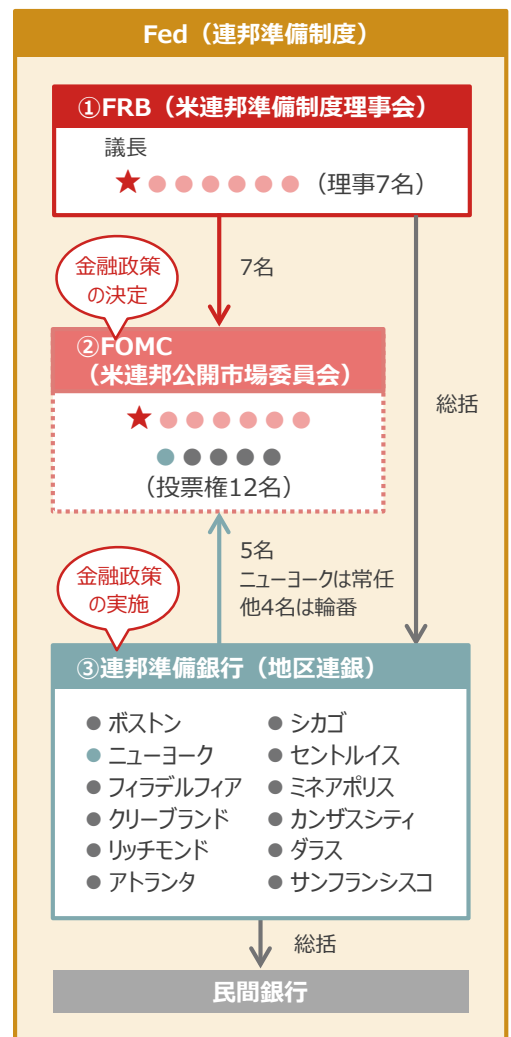 Fed（連邦準備制度）
①FRB（米連邦準備制度理事会）
議長
（理事7名）
金融政策
の決定
7名
②FOMC
（米連邦公開市場委員会）
総括
（投票権12名）
5名
ニューヨークは常任
他4名は輪番
金融政策
の実施
③連邦準備銀行（地区連銀）
● ボストン
● ニューヨーク
● フィラデルフィア
● クリーブランド
● リッチモンド
● アトランタ
● シカゴ
● セントルイス
● ミネアポリス
● カンザスシティ
● ダラス
● サンフランシスコ
総括
民間銀行